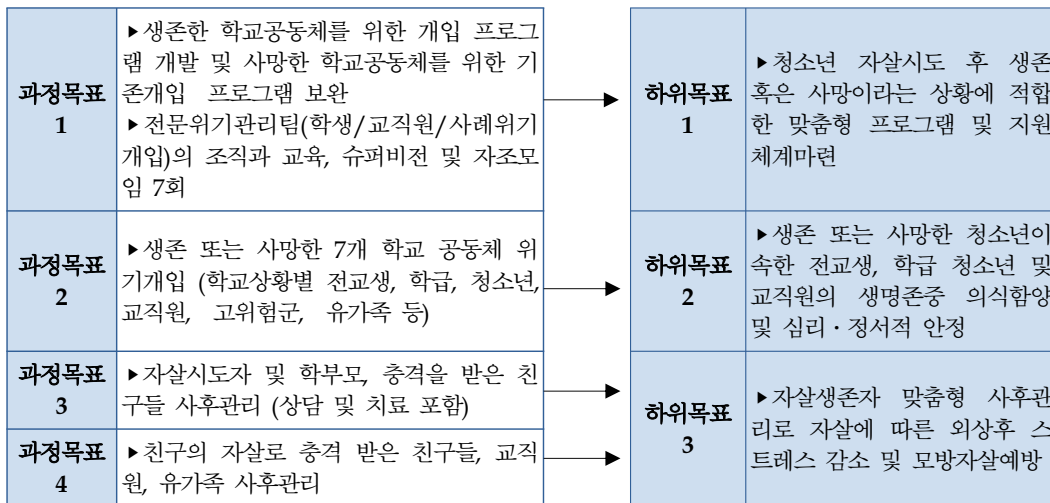 과정목표
1
▶생존한 학교공동체를 위한 개입 프로그
램 개발 및 사망한 학교공동체를 위한 기
존개입 프로그램 보완
▶전문위기관리팀(학생/교직원/사례위기
개입)의 조직과 교육, 슈퍼비전 및 자조모
임 7회
하위목표
1
▶청소년 자살시도 후 생존
혹은 사망이라는 상황에 적합
한 맞춤형 프로그램 및 지원
체계마련
과정목표
2
▶생존 또는 사망한 7개 학교 공동체 위
기개입 (학교상황별 전교생, 학급, 청소년,
교직원, 고위험군, 유가족 등)
하위목표
2
▶생존 또는 사망한 청소년이
속한 전교생, 학급 청소년 및
교직원의 생명존중 의식함양
및 심리・정서적 안정
과정목표
3
▶자살시도자 및 학부모, 충격을 받은 친
구들 사후관리 (상담 및 치료 포함)
과정목표
4
▶친구의 자살로 충격 받은 친구들, 교직
원, 유가족 사후관리
하위목표
3
▶자살생존자 맞춤형 사후관
리로 자살에 따른 외상후 스
트레스 감소 및 모방자살예방